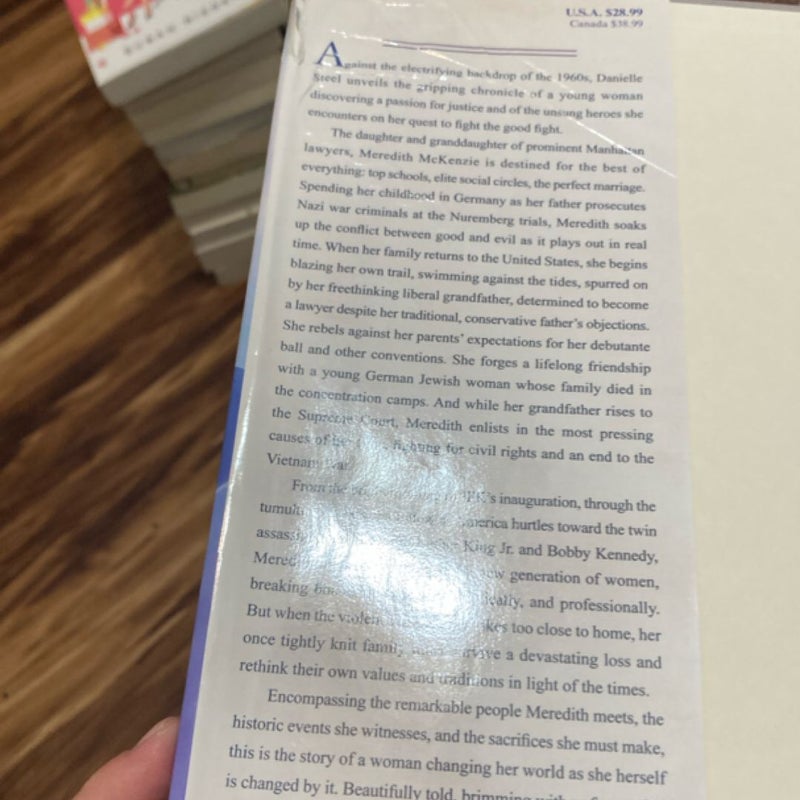 U.S.A. $28.99
Canada $38.99
Against the electrifying backdrop of the 1960s, Danielle
Steel unveils the gripping chronicle of a young woman
discovering a passion for justice and of the unsung heroes she
encounters on her quest to fight the good fight.
The daughter and granddaughter of prominent Manhattan
lawyers, Meredith McKenzie is destined for the best of
everything: top schools, elite social circles, the perfect marriage.
Spending her childhood in Germany as her father prosecutes
Nazi war criminals at the Nuremberg trials, Meredith soaks
up the conflict between good and evil as it plays out in real
time. When her family returns to the United States, she begins
blazing her own trail, swimming against the tides, spurred on
by her freethinking liberal grandfather, determined to become
a lawyer despite her traditional, conservative father's objections.
She rebels against her parents' expectations for her debutante
ball and other conventions. She forges a lifelong friendship
with a young German Jewish woman whose family died in
the concentration camps. And while her grandfather rises to
the Supreme Court, Meredith enlists in the most pressing
causes of fighting for civil rights and an end to the
Vietnam War.
From the JFK's inauguration, through the
America hurtles toward the twin
King Jr. and Bobby Kennedy,
generation of women,
breaking and professionally.
But when the too close to home, her
once tightly knit family a devastating loss and
rethink their own values and traditions in light of the times.
Encompassing the remarkable people Meredith meets, the
historic events she witnesses, and the sacrifices she must make,
this is the story of a woman changing her world as she herself
is changed by it. Beautifully told, brimming